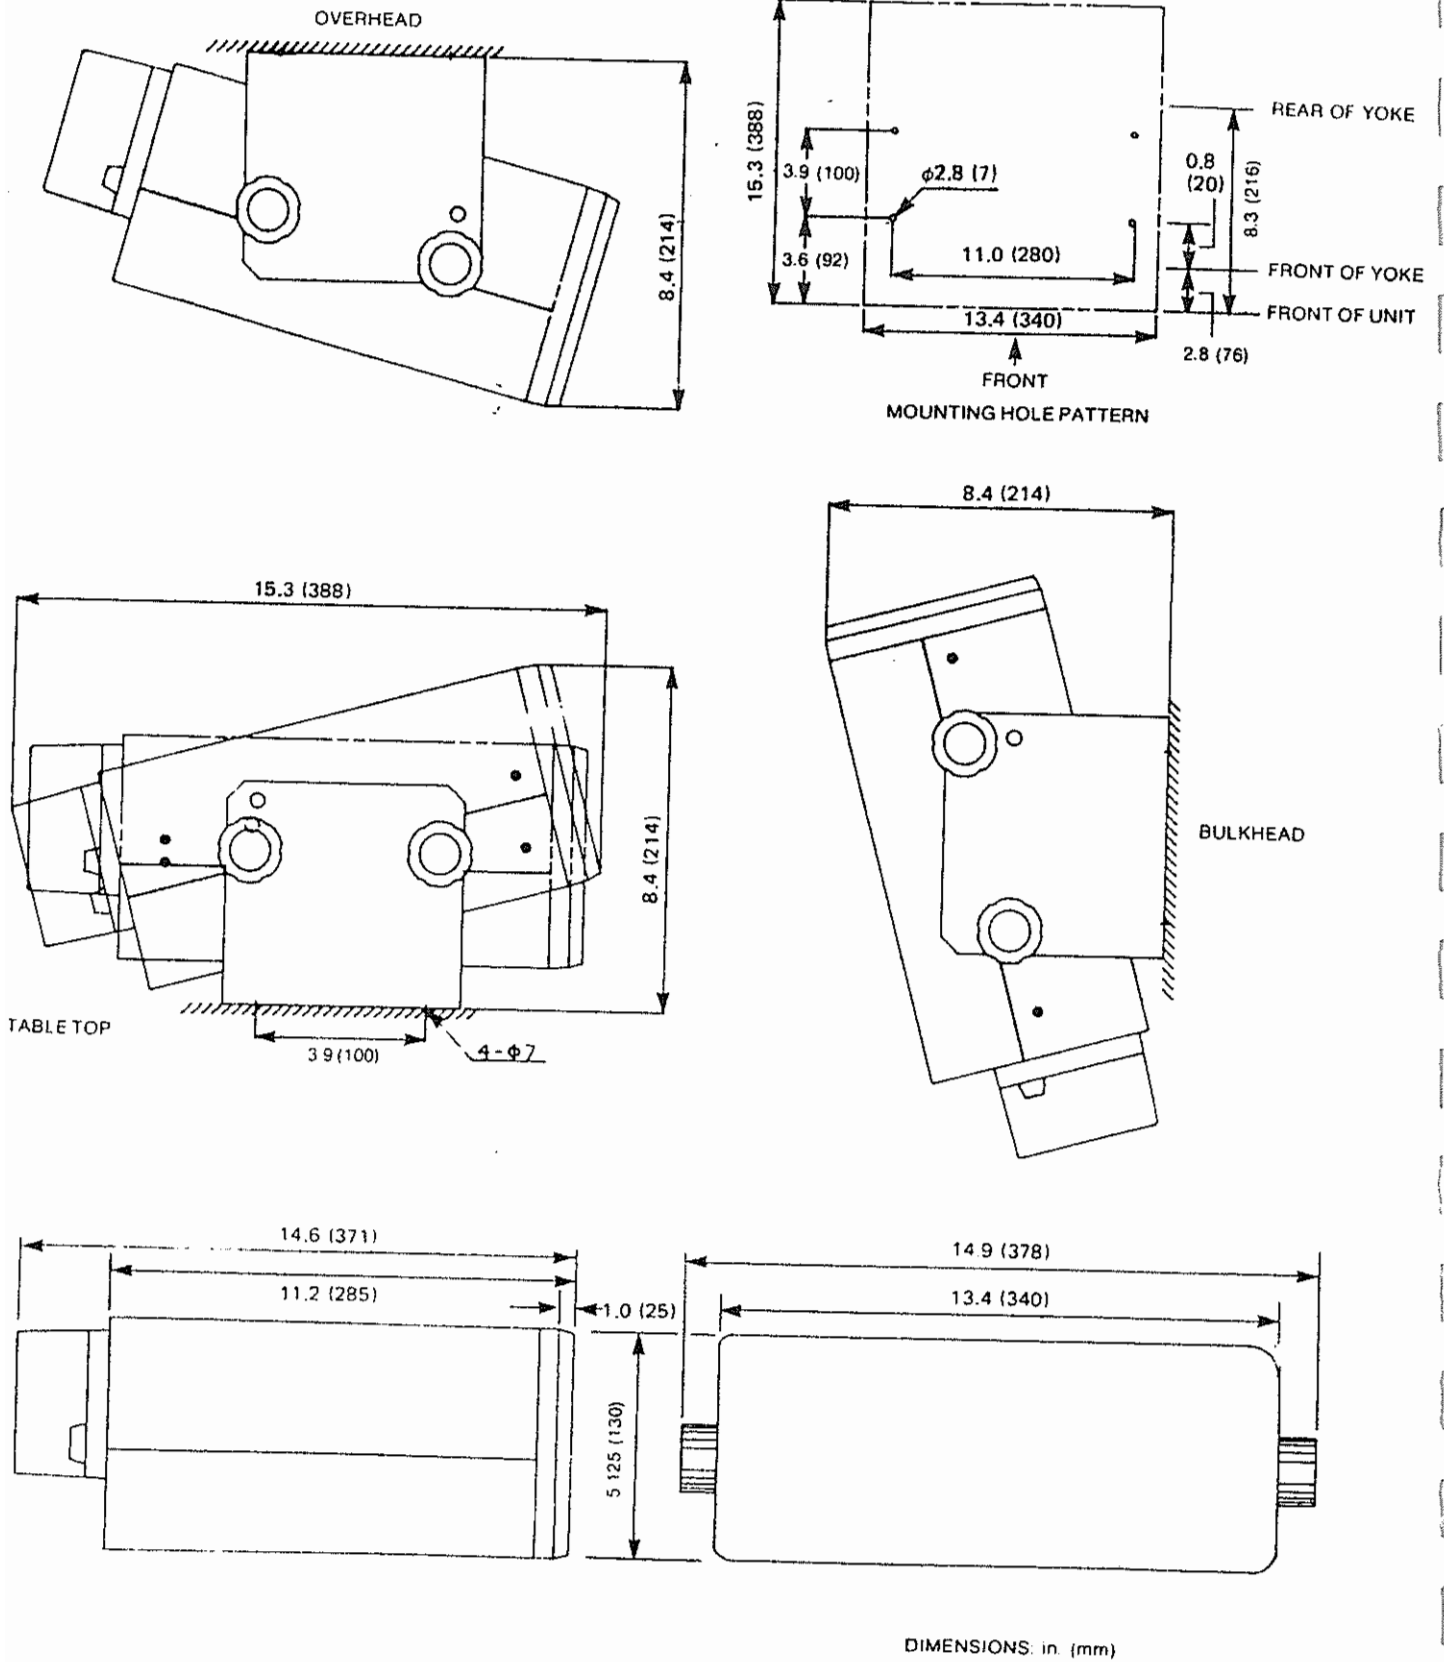 OVERHEAD
8.4 (214)
15.3 (388)
3.9 (100)
3.6 (92)
φ2.8 (7)
11.0 (280)
13.4 (340)
0.8
(20)
8.3 (216)
REAR OF YOKE
FRONT OF YOKE
FRONT OF UNIT
2.8 (76)
FRONT
MOUNTING HOLE PATTERN
15.3 (388)
8.4 (214)
TABLE TOP
3 9 (100)
4-φ7
8.4 (214)
BULKHEAD
14.6 (371)
11.2 (285)
1.0 (25)
5 125 (130)
14.9 (378)
13.4 (340)
DIMENSIONS: in. (mm)